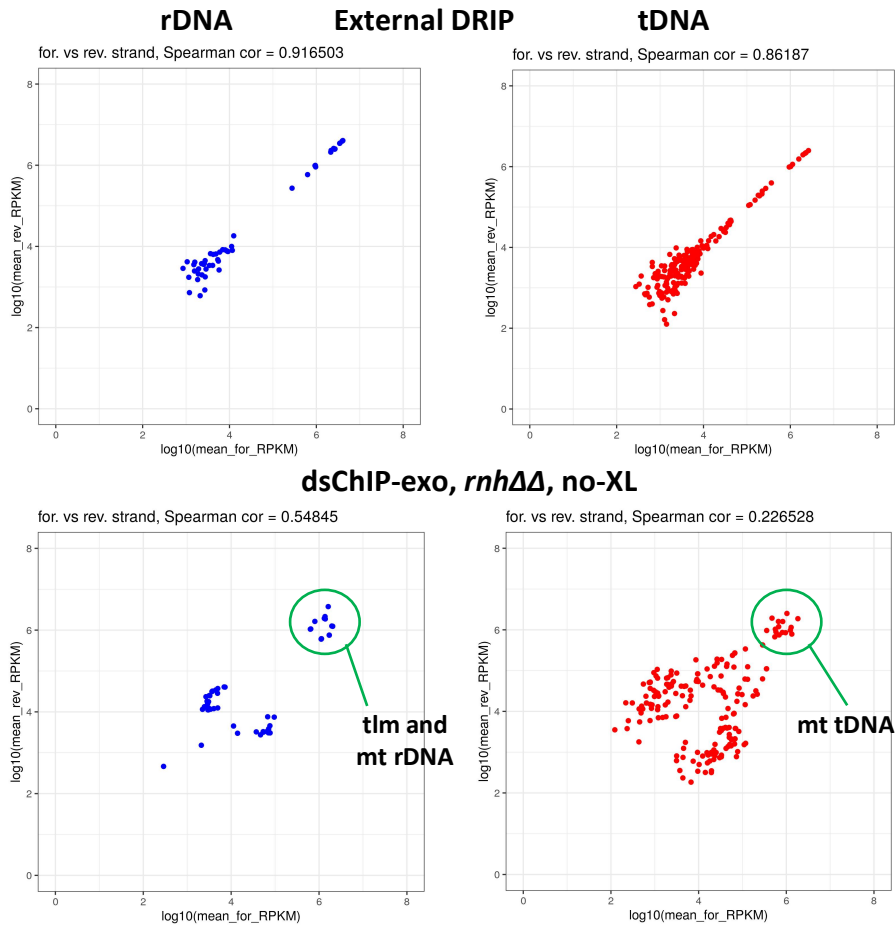 rDNA External DRIP tDNA
for. vs rev. strand, Spearman cor = 0.916503
8
6
4
2
0
log10(mean_rev_RPKM)
0 2 4 6 8
log10(mean_for_RPKM)
for. vs rev. strand, Spearman cor = 0.86187
8
6
4
2
0
log10(mean_rev_RPKM)
0 2 4 6 8
log10(mean_for_RPKM)
dsChIP-exo, rnhΔΔ, no-XL
for. vs rev. strand, Spearman cor = 0.54845
8
6
4
2
0
log10(mean_rev_RPKM)
tlm and
mt rDNA
0 2 4 6 8
log10(mean_for_RPKM)
for. vs rev. strand, Spearman cor = 0.226528
8
6
4
2
0
log10(mean_rev_RPKM)
mt tDNA
0 2 4 6 8
log10(mean_for_RPKM)